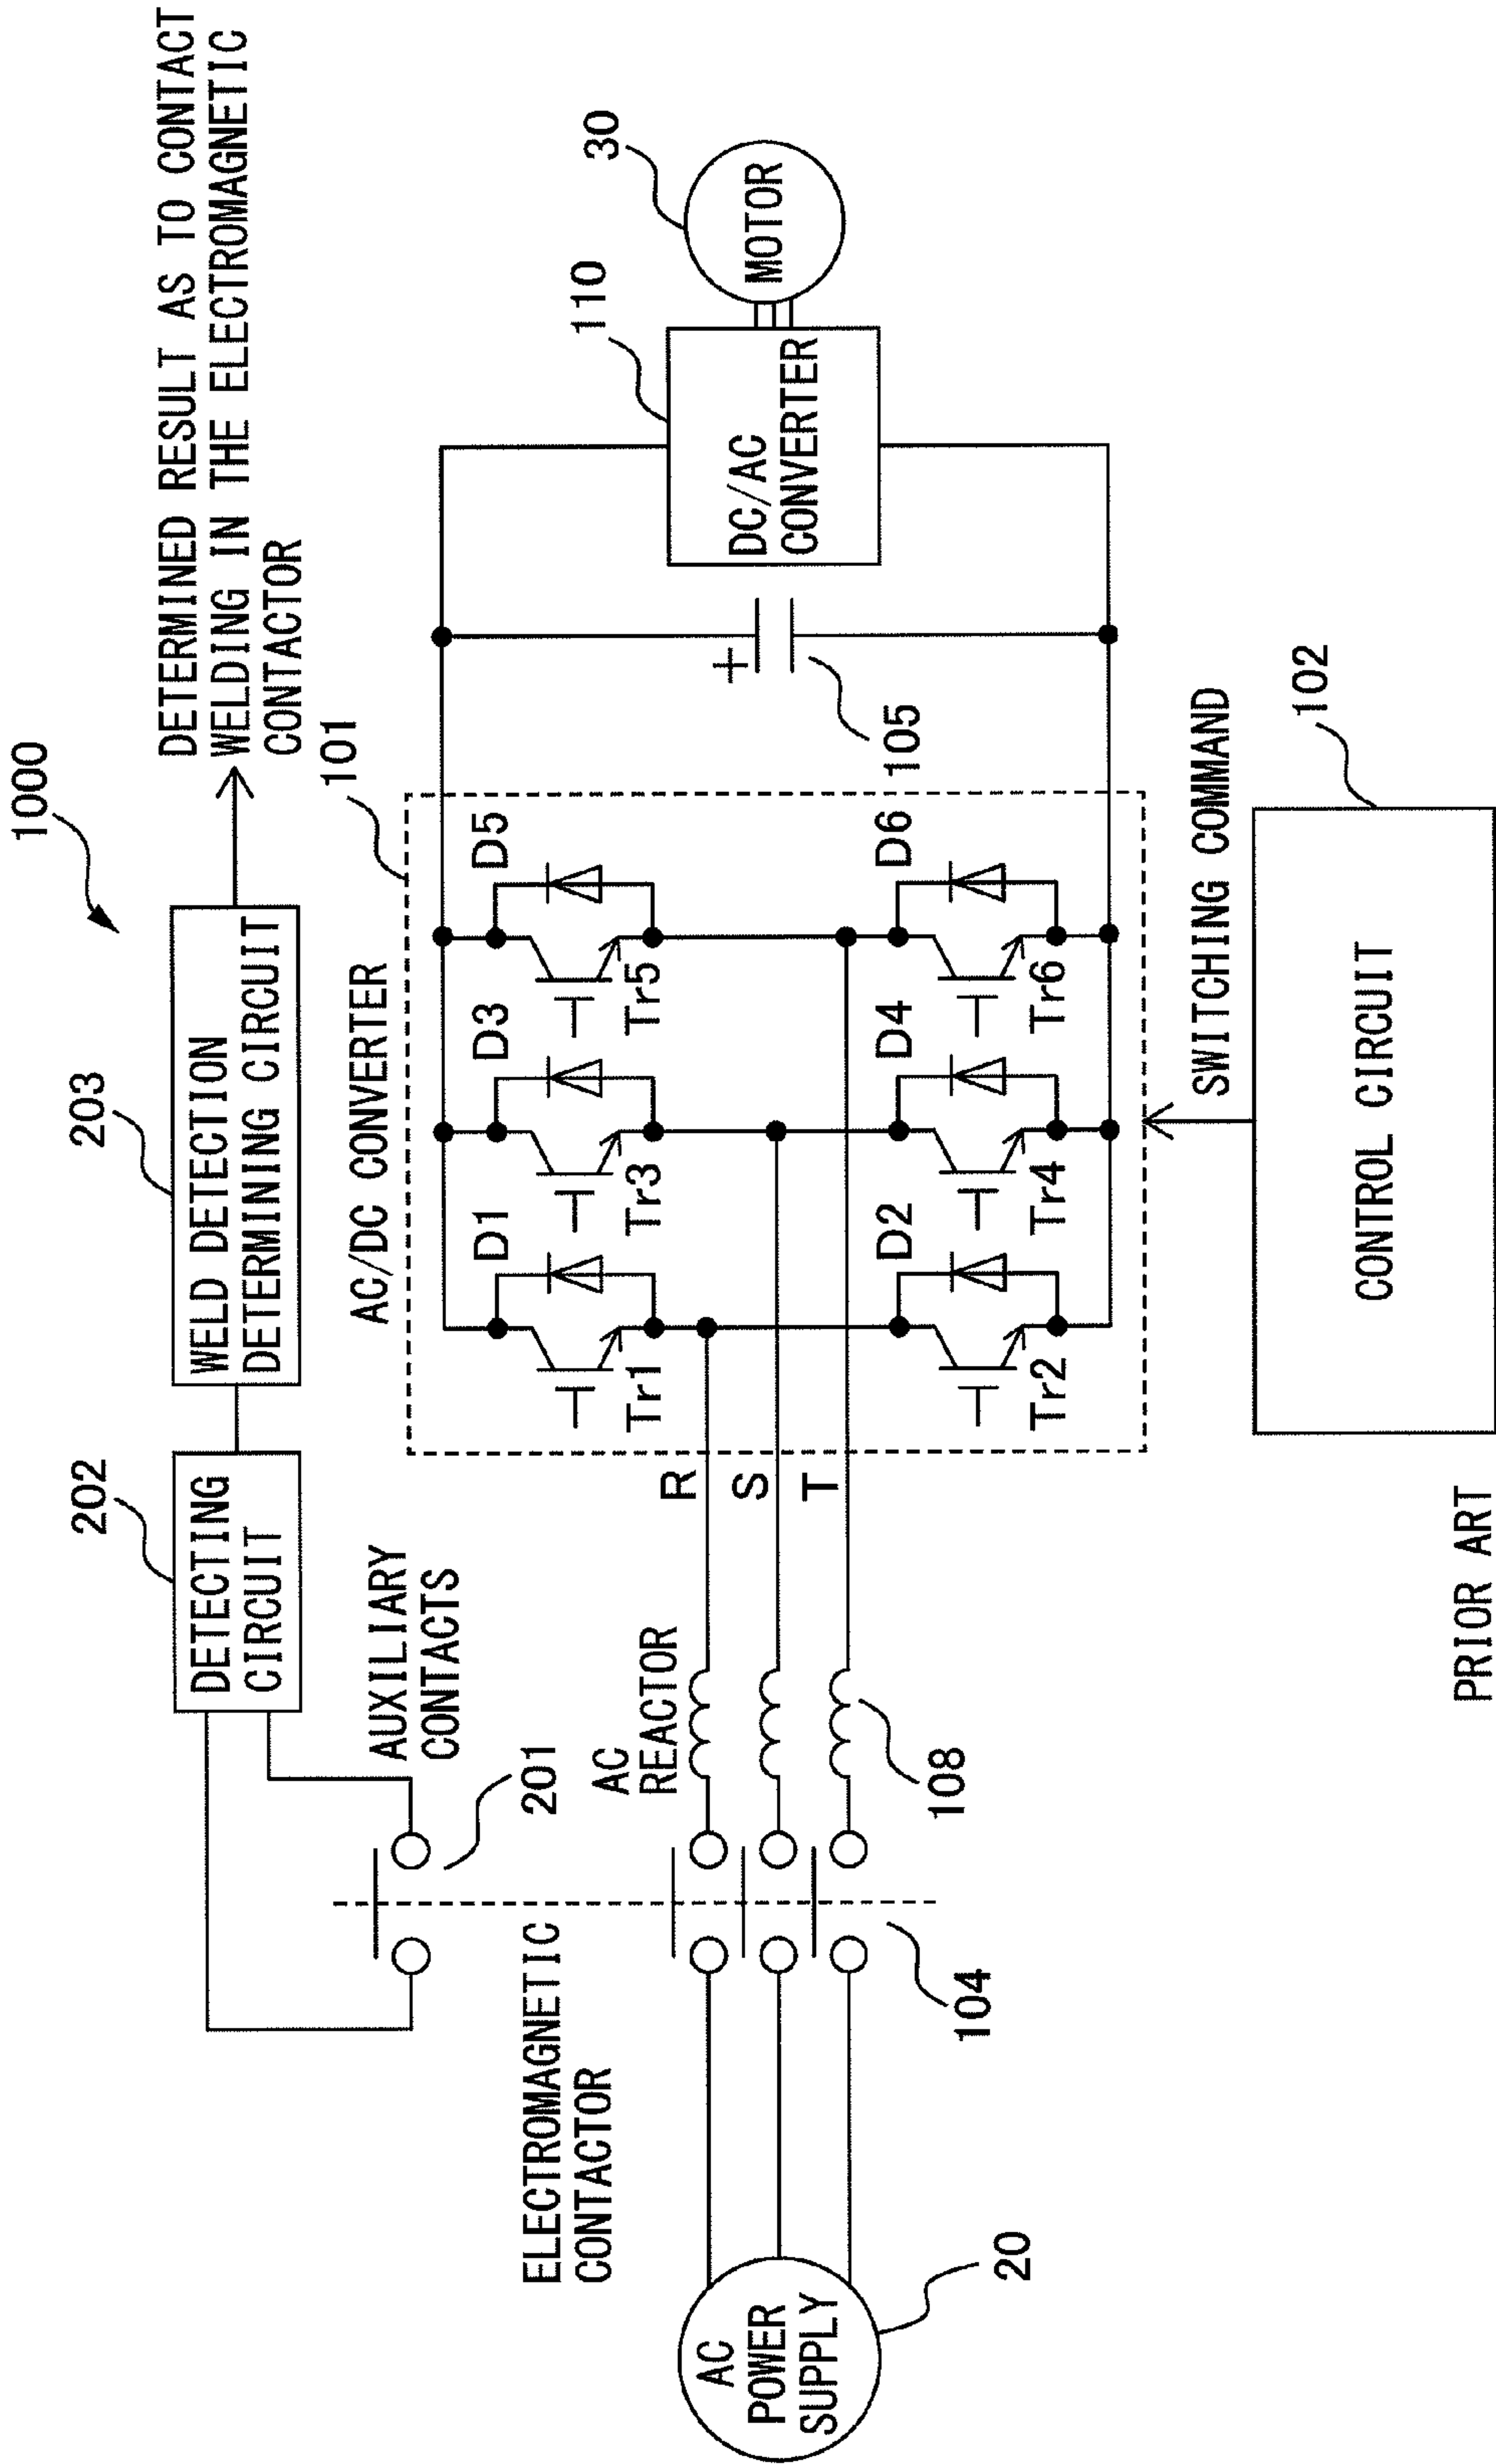 1000
DETERMINED RESULT AS TO CONTACT
WELDING IN THE ELECTROMAGNETIC
CONTACTOR
202
DETECTING
CIRCUIT
203
WELD DETECTION
DETERMINING CIRCUIT
AUXILIARY
CONTACTS
201
ELECTROMAGNETIC
CONTACTOR
104
AC
REACTOR
108
AC
POWER
SUPPLY
20
R
S
T
AC/DC CONVERTER
101
D1
D3
D5
Tr1
Tr3
Tr5
D2
D4
D6
Tr2
Tr4
Tr6
+
105
110
DC/AC
CONVERTER
30
MOTOR
SWITCHING COMMAND
102
CONTROL CIRCUIT
PRIOR ART